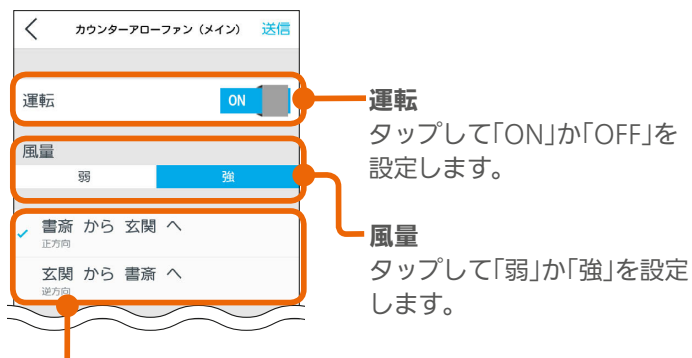 カウンターアローファン（メイン） 送信
運転 ON
風量
弱 強
書斎 から 玄関 へ
正方向
玄関 から 書斎 へ
逆方向
運転
タップして「ON」か「OFF」を
設定します。
風量
タップして「弱」か「強」を設定
します。